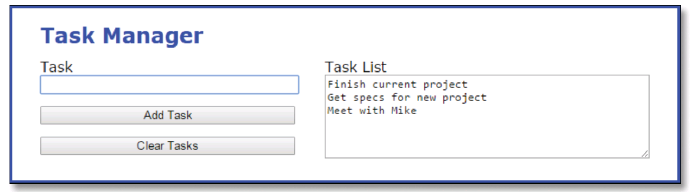 Task Manager
Task
Add Task
Clear Tasks
Task List
Finish current project
Get specs for new project
Meet with Mike